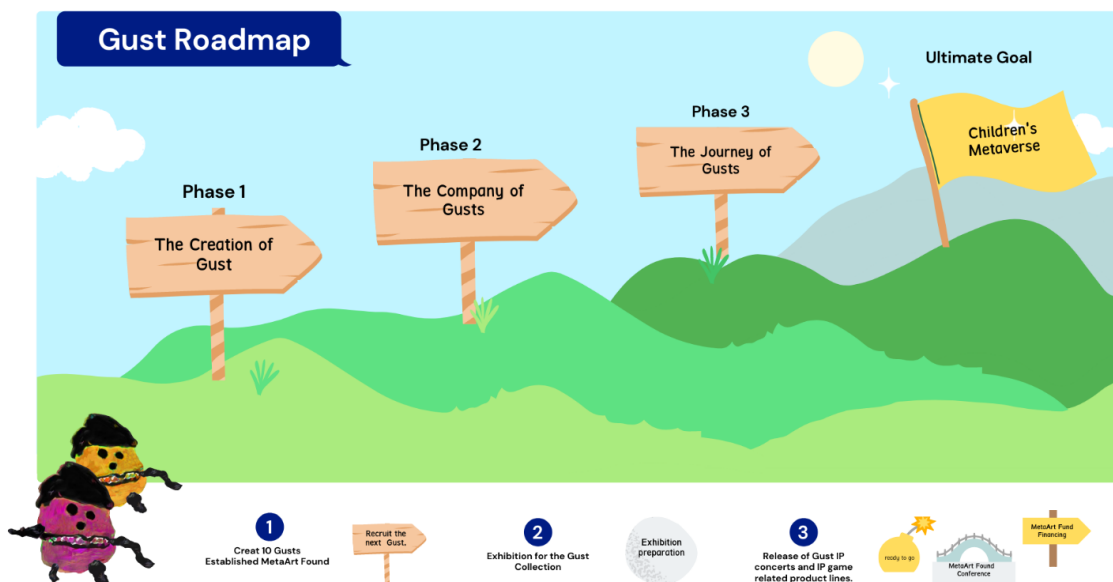 Gust Roadmap
Ultimate Goal
Children's
Metaverse
Phase 3
The Journey of
Gusts
Phase 2
The Company of
Gusts
Phase 1
The Creation of
Gust
1
Creat 10 Gusts
Established MetaArt Found
Recruit the
next Gust.
2
Exhibition for the Gust
Collection
Exhibition
preparation
3
Release of Gust IP
concerts and IP game
related product lines.
ready to go
MetaArt Found
Conference
MetaArt Fund
Financing